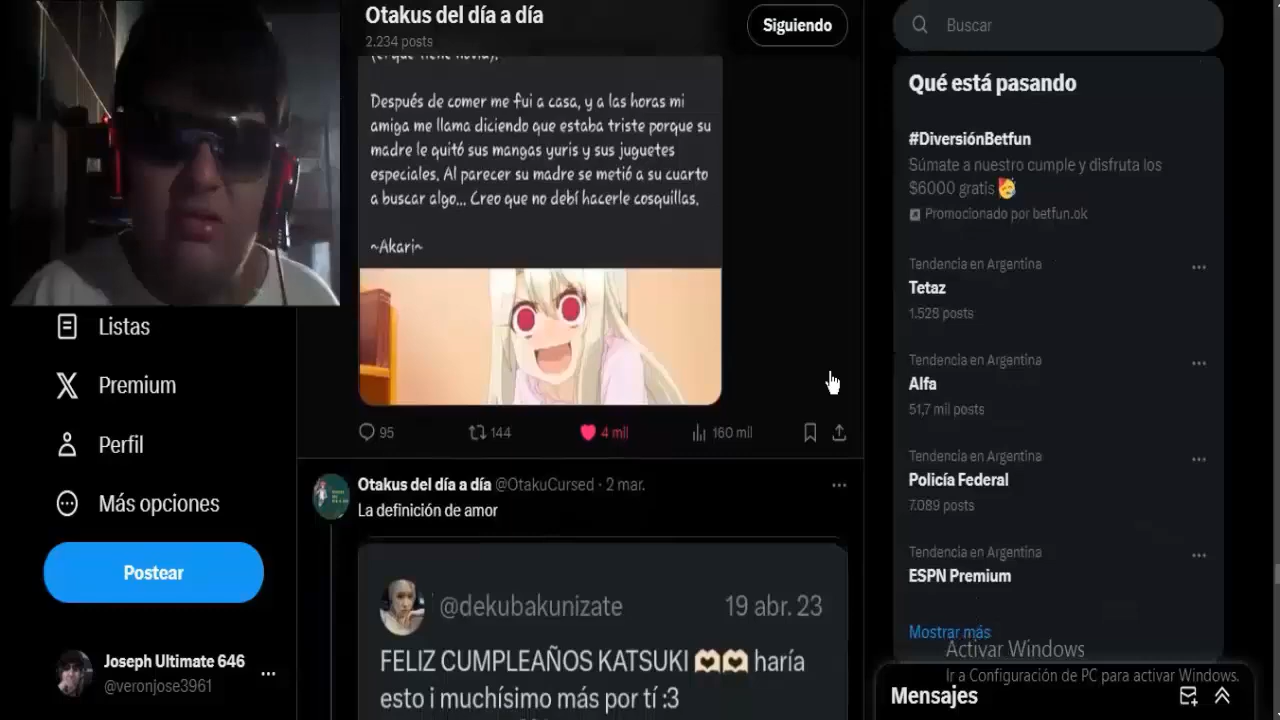 Otakus del día a día
2.234 posts
Siguiendo
Después de comer me fui a casa, y a las horas mi
amiga me llama diciendo que estaba triste porque su
madre le quitó sus mangas yuris y sus juguetes
especiales. Al parecer su madre se metió a su cuarto
a buscar algo... Creo que no debí hacerle cosquillas.
~Akari~
95
144
4 mil
160 mil
Otakus del día a día @OtakuCursed · 2 mar.
La definición de amor
@dekubakunizate
19 abr. 23
FELIZ CUMPLEAÑOS KATSUKI 🫶🫶 haría
esto i muchísimo más por tí :3
Listas
Premium
Perfil
Más opciones
Postear
Joseph Ultimate 646
@veronjose3961
Buscar
Qué está pasando
#DiversiónBetfun
Súmate a nuestro cumple y disfruta los
$6000 gratis 🥳
Promocionado por betfun.ok
Tendencia en Argentina
Tetaz
1.528 posts
Tendencia en Argentina
Alfa
51,7 mil posts
Tendencia en Argentina
Policía Federal
7.089 posts
Tendencia en Argentina
ESPN Premium
Mostrar más
Activar Windows
Ir a Configuración de PC para activar Windows.
Mensajes